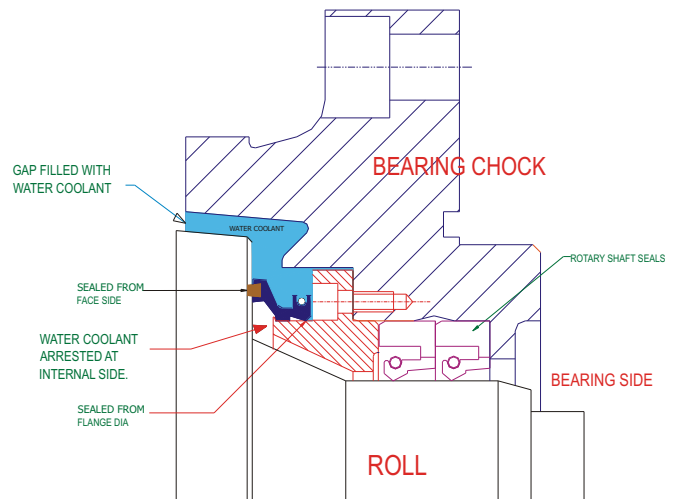 BEARING CHOCK
GAP FILLED WITH
WATER COOLANT
WATER COOLANT
ROTARY SHAFT SEALS
SEALED FROM
FACE SIDE
WATER COOLANT
ARRESTED AT
INTERNAL SIDE.
BEARING SIDE
SEALED FROM
FLANGE DIA
ROLL